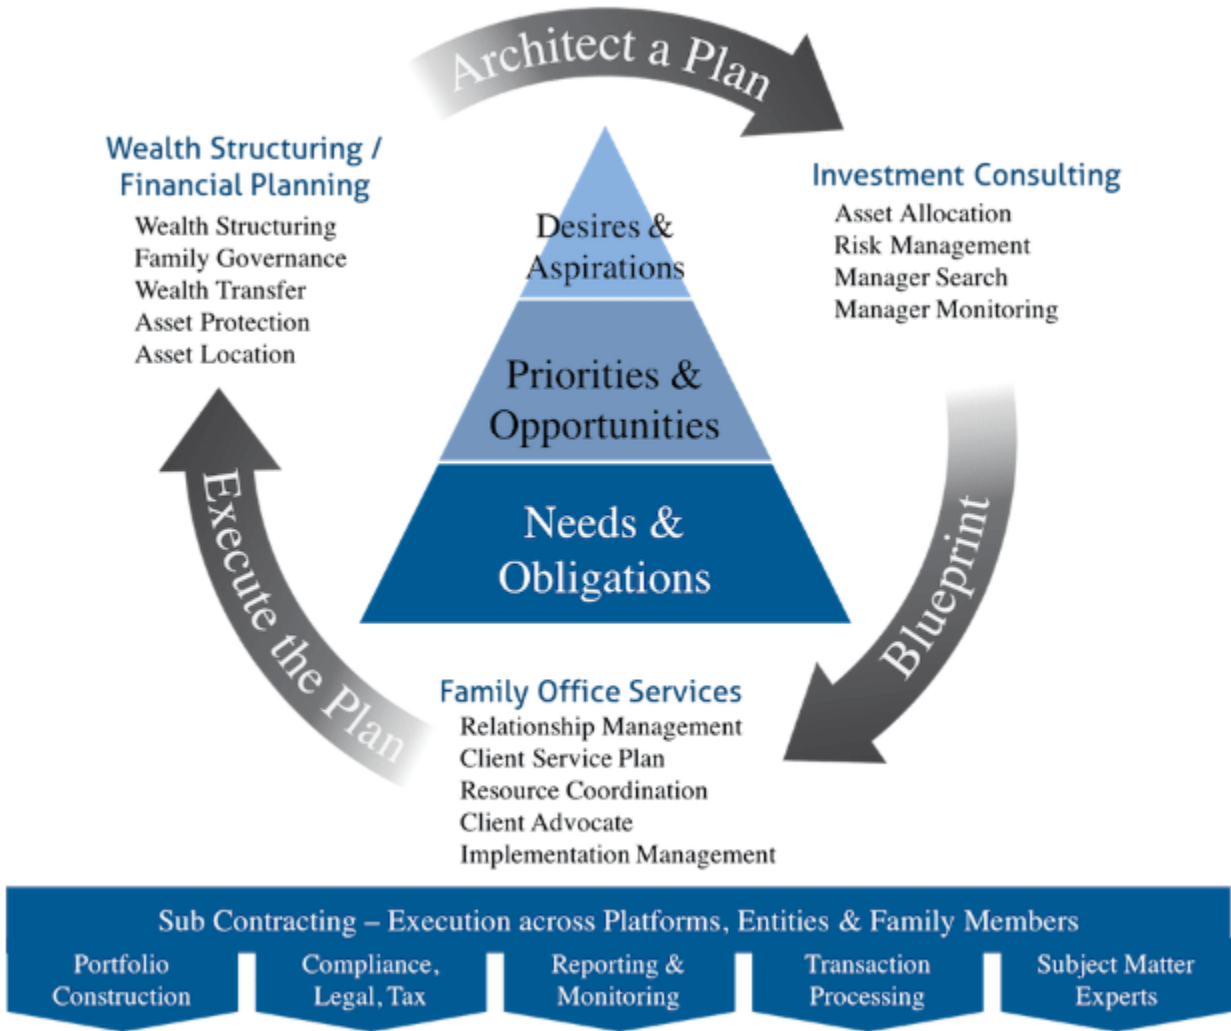 Architect a Plan
Wealth Structuring /
Financial Planning
Wealth Structuring
Family Governance
Wealth Transfer
Asset Protection
Asset Location
Investment Consulting
Asset Allocation
Risk Management
Manager Search
Manager Monitoring
Desires &
Aspirations
Priorities &
Opportunities
Needs &
Obligations
Blueprint
Execute the Plan
Family Office Services
Relationship Management
Client Service Plan
Resource Coordination
Client Advocate
Implementation Management
Sub Contracting – Execution across Platforms, Entities & Family Members
Portfolio
Construction
Compliance,
Legal, Tax
Reporting &
Monitoring
Transaction
Processing
Subject Matter
Experts